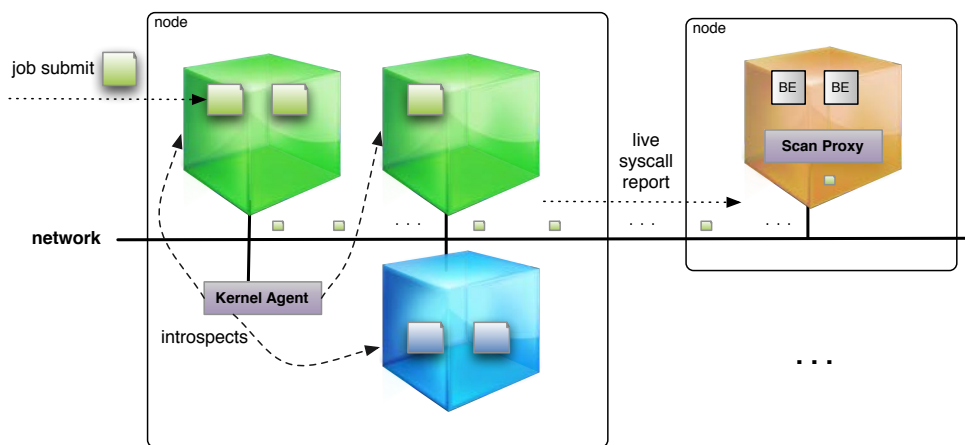 node
node
job submit
BE BE
Scan Proxy
live
syscall
report
. . .
. . .
. . .
network
Kernel Agent
introspects
. . .